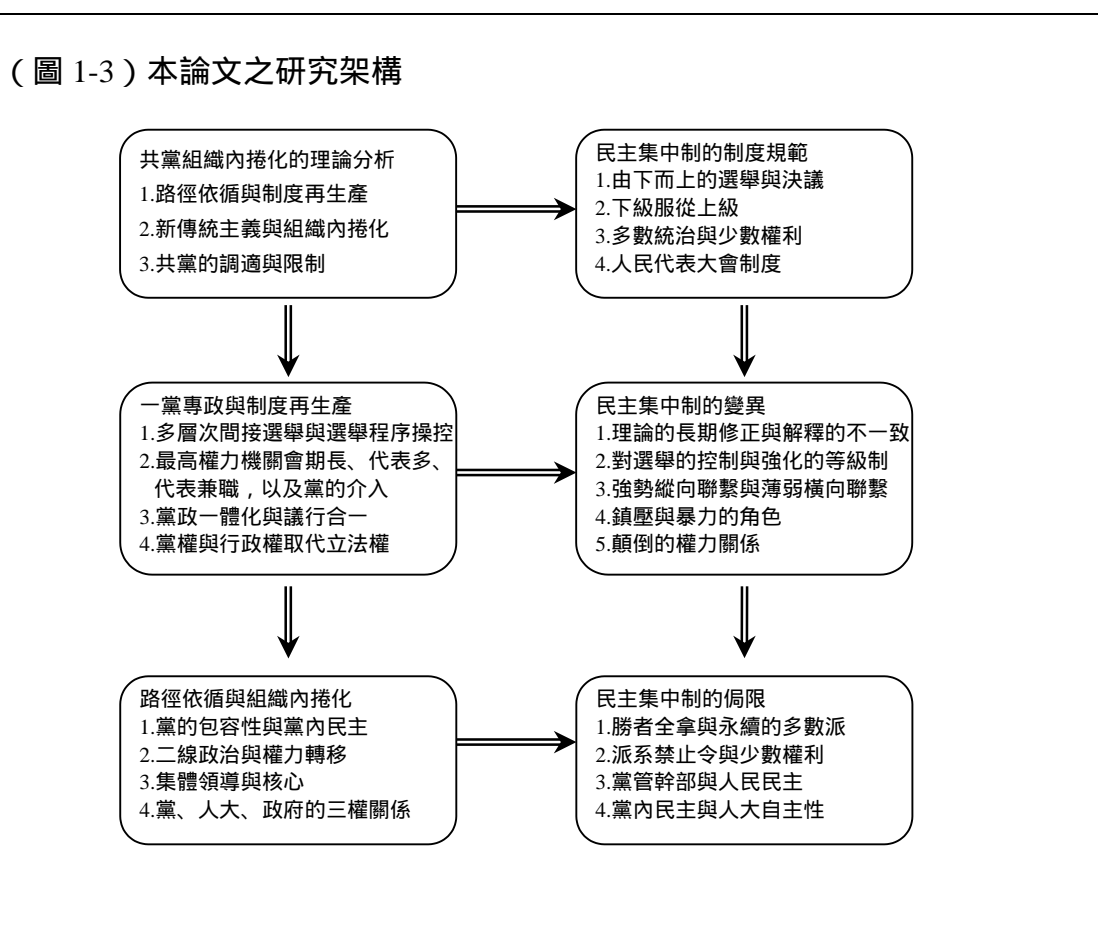 （圖 1-3）本論文之研究架構
共黨組織內捲化的理論分析
1.路徑依循與制度再生產
2.新傳統主義與組織內捲化
3.共黨的調適與限制
民主集中制的制度規範
1.由下而上的選舉與決議
2.下級服從上級
3.多數統治與少數權利
4.人民代表大會制度
一黨專政與制度再生產
1.多層次間接選舉與選舉程序操控
2.最高權力機關會期長、代表多、
代表兼職，以及黨的介入
3.黨政一體化與議行合一
4.黨權與行政權取代立法權
民主集中制的變異
1.理論的長期修正與解釋的不一致
2.對選舉的控制與強化的等級制
3.強勢縱向聯繫與薄弱橫向聯繫
4.鎮壓與暴力的角色
5.顛倒的權力關係
路徑依循與組織內捲化
1.黨的包容性與黨內民主
2.二線政治與權力轉移
3.集體領導與核心
4.黨、人大、政府的三權關係
民主集中制的侷限
1.勝者全拿與永續的多數派
2.派系禁止令與少數權利
3.黨管幹部與人民民主
4.黨內民主與人大自主性